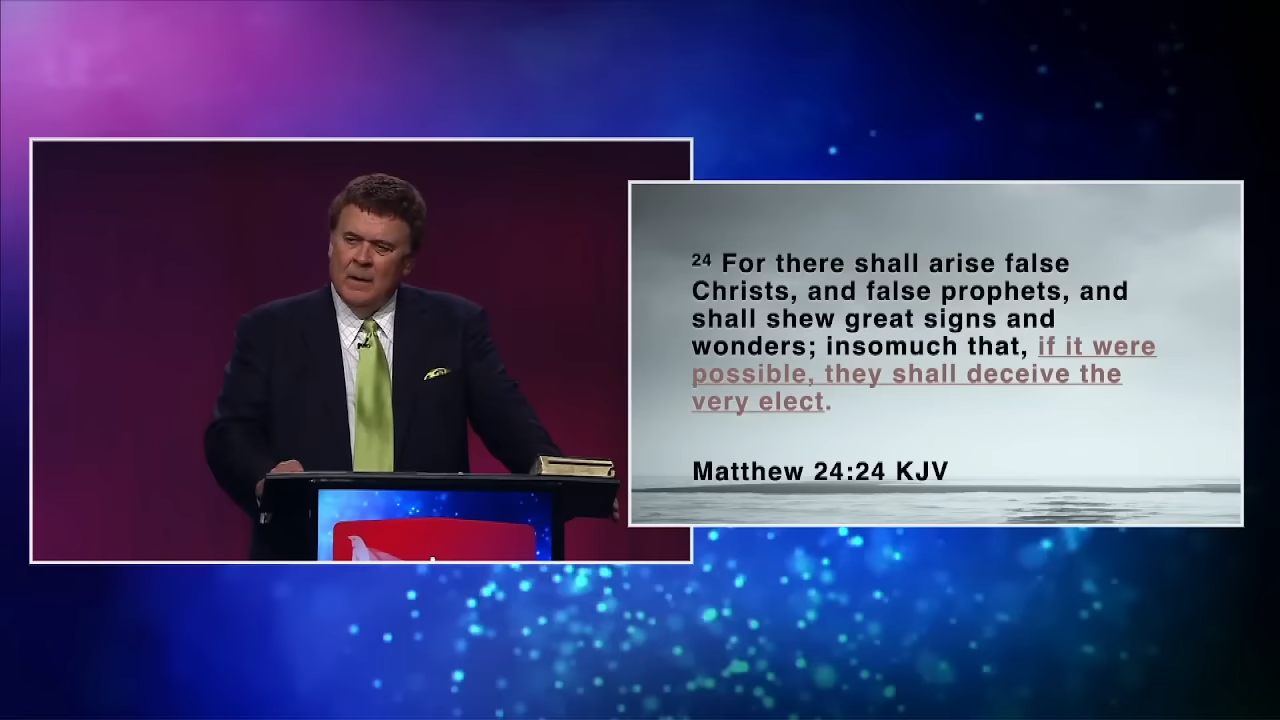 24 For there shall arise false
Christs, and false prophets, and
shall shew great signs and
wonders; insomuch that, if it were
possible, they shall deceive the
very elect.
Matthew 24:24 KJV